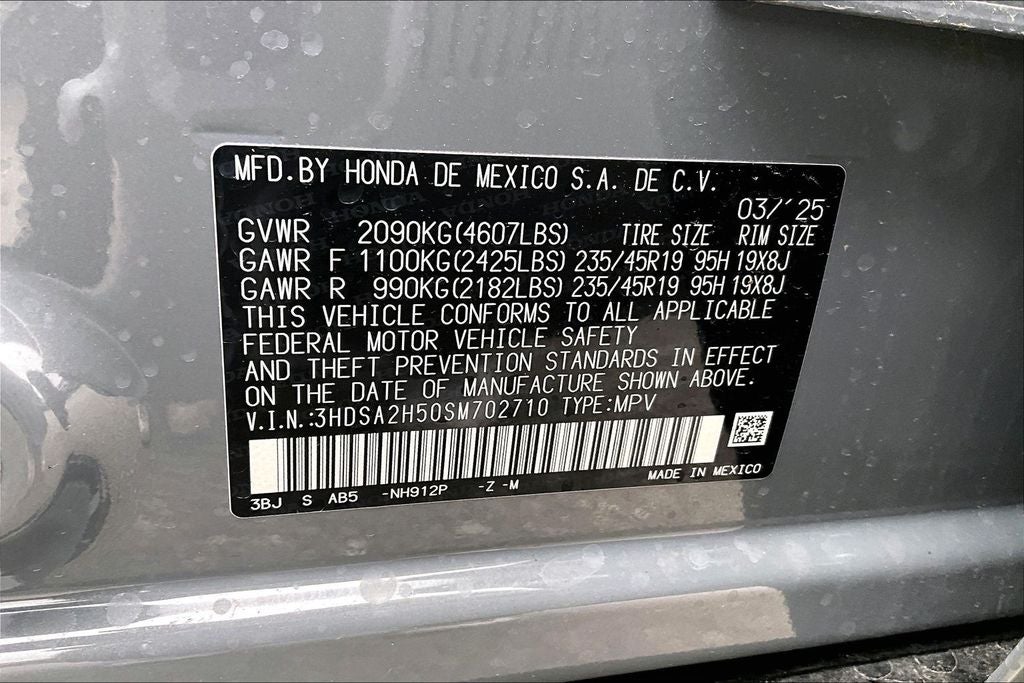 MFD.BY HONDA DE MEXICO S.A. DE C.V.
03/'25
GVWR 2090KG(4607LBS) TIRE SIZE RIM SIZE
GAWR F 1100KG(2425LBS) 235/45R19 95H 19X8J
GAWR R 990KG(2182LBS) 235/45R19 95H 19X8J
THIS VEHICLE CONFORMS TO ALL APPLICABLE
FEDERAL MOTOR VEHICLE SAFETY
AND THEFT PREVENTION STANDARDS IN EFFECT
ON THE DATE OF MANUFACTURE SHOWN ABOVE.
V.I.N.:3HDSA2H50SM702710 TYPE:MPV
MADE IN MEXICO
3BJ S AB5 -NH912P -Z -M